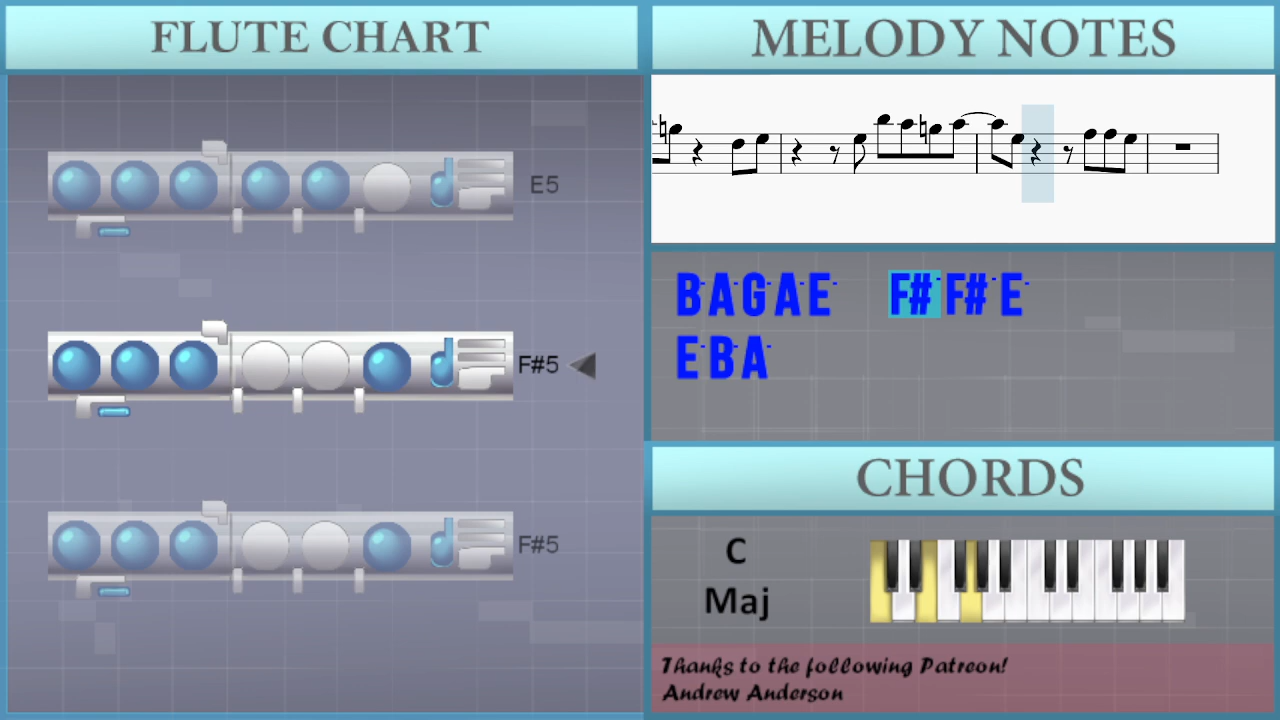 FLUTE CHART
E5
F#5
F#5
MELODY NOTES
B˙A˙G˙A˙E˙ F#˙F#˙E˙
E˙B˙A˙
CHORDS
C
Maj
Thanks to the following Patreon!
Andrew Anderson